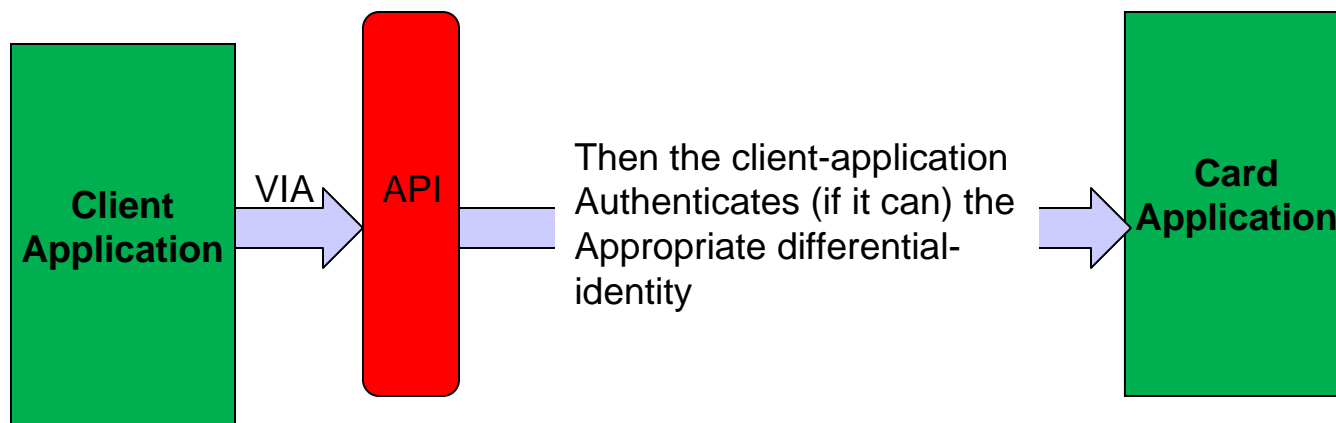 Client
Application
VIA
API
Then the client-application
Authenticates (if it can) the
Appropriate differential-
identity
Card
Application